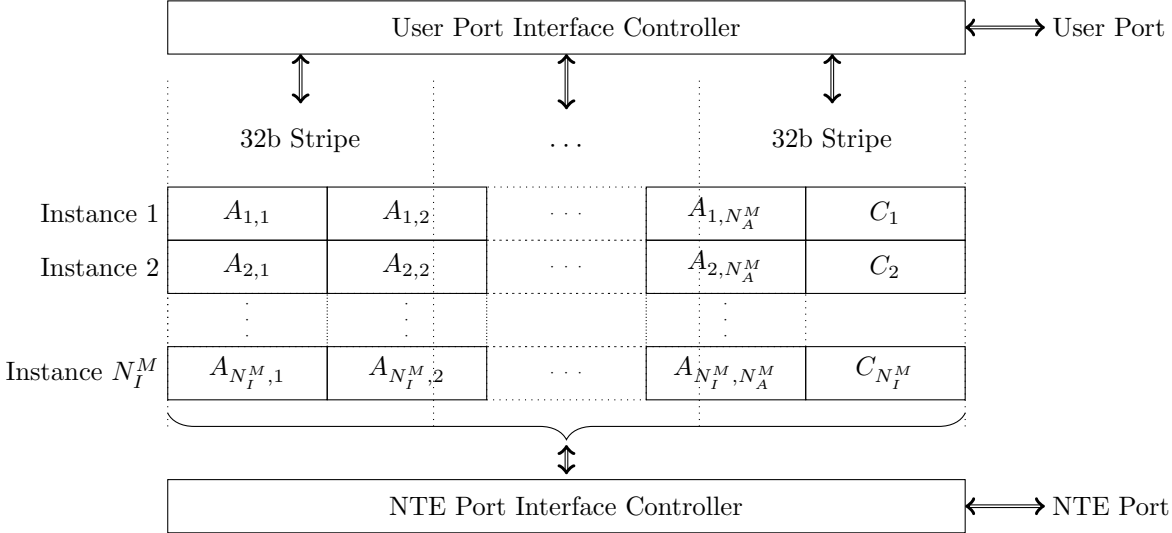 User Port Interface Controller User Port
32b Stripe ... 32b Stripe
Instance 1 A_{1,1} A_{1,2} ... A_{1,N_A^M} C_1
Instance 2 A_{2,1} A_{2,2} ... A_{2,N_A^M} C_2
Instance N_I^M A_{N_I^M,1} A_{N_I^M,2} ... A_{N_I^M,N_A^M} C_{N_I^M}
NTE Port Interface Controller NTE Port